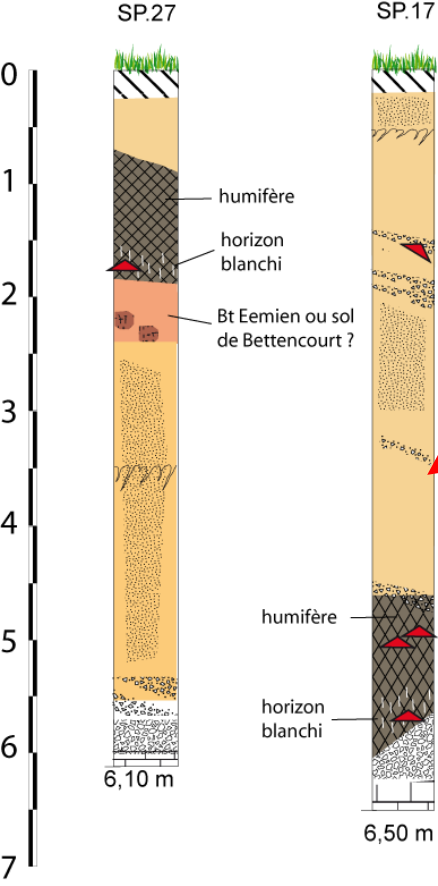 SP.27
SP.17
0
1
2
3
4
5
6
7
humifère
horizon
blanchi
Bt Eemien ou sol
de Bettencourt ?
6,10 m
humifère
horizon
blanchi
6,50 m